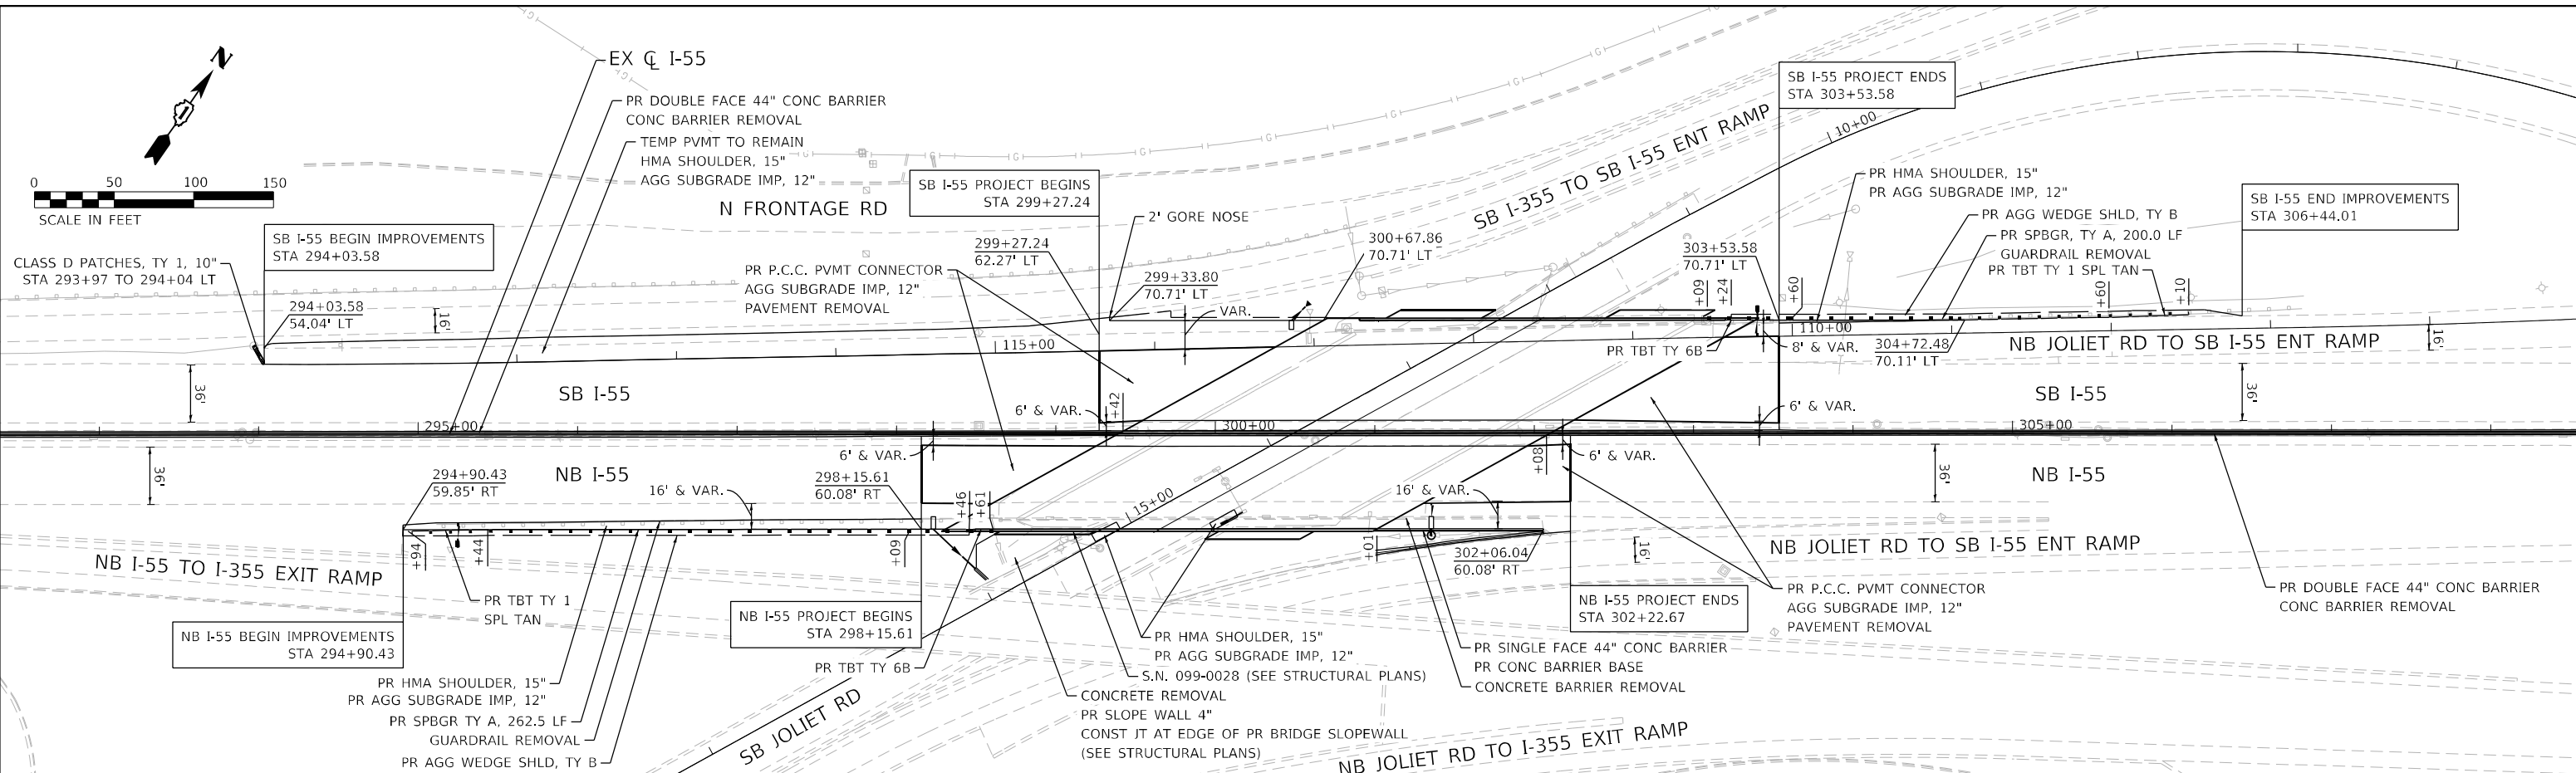 N
0 50 100 150
SCALE IN FEET
EX ℄ I-55
PR DOUBLE FACE 44" CONC BARRIER
CONC BARRIER REMOVAL
TEMP PVMT TO REMAIN
HMA SHOULDER, 15"
AGG SUBGRADE IMP, 12"
N FRONTAGE RD
SB I-55 BEGIN IMPROVEMENTS
STA 294+03.58
CLASS D PATCHES, TY 1, 10"
STA 293+97 TO 294+04 LT
294+03.58
54.04' LT
16'
SB I-55 PROJECT BEGINS
STA 299+27.24
2' GORE NOSE
299+27.24
62.27' LT
299+33.80
70.71' LT
VAR.
PR P.C.C. PVMT CONNECTOR
AGG SUBGRADE IMP, 12"
PAVEMENT REMOVAL
300+67.86
70.71' LT
SB I-355 TO SB I-55 ENT RAMP
10+00
SB I-55 PROJECT ENDS
STA 303+53.58
303+53.58
70.71' LT
+09
+24
+60
PR HMA SHOULDER, 15"
PR AGG SUBGRADE IMP, 12"
PR AGG WEDGE SHLD, TY B
PR SPBGR, TY A, 200.0 LF
GUARDRAIL REMOVAL
PR TBT TY 1 SPL TAN
+60
+10
SB I-55 END IMPROVEMENTS
STA 306+44.01
115+00
110+00
PR TBT TY 6B
8' & VAR.
304+72.48
70.11' LT
NB JOLIET RD TO SB I-55 ENT RAMP
16'
36'
SB I-55
6' & VAR.
+42
6' & VAR.
SB I-55
36'
295+00
300+00
305+00
36'
NB I-55
6' & VAR.
+08
6' & VAR.
36'
NB I-55
294+90.43
59.85' RT
16' & VAR.
298+15.61
60.08' RT
+46
+61
15+00
16' & VAR.
+94
+44
+09
+01
302+06.04
60.08' RT
16'
NB I-55 TO I-355 EXIT RAMP
NB JOLIET RD TO SB I-55 ENT RAMP
PR TBT TY 1
SPL TAN
NB I-55 BEGIN IMPROVEMENTS
STA 294+90.43
NB I-55 PROJECT BEGINS
STA 298+15.61
NB I-55 PROJECT ENDS
STA 302+22.67
PR P.C.C. PVMT CONNECTOR
AGG SUBGRADE IMP, 12"
PAVEMENT REMOVAL
PR DOUBLE FACE 44" CONC BARRIER
CONC BARRIER REMOVAL
PR HMA SHOULDER, 15"
PR AGG SUBGRADE IMP, 12"
PR SPBGR TY A, 262.5 LF
GUARDRAIL REMOVAL
PR AGG WEDGE SHLD, TY B
PR TBT TY 6B
SB JOLIET RD
PR HMA SHOULDER, 15"
PR AGG SUBGRADE IMP, 12"
S.N. 099-0028 (SEE STRUCTURAL PLANS)
CONCRETE REMOVAL
PR SLOPE WALL 4"
CONST JT AT EDGE OF PR BRIDGE SLOPEWALL
(SEE STRUCTURAL PLANS)
PR SINGLE FACE 44" CONC BARRIER
PR CONC BARRIER BASE
CONCRETE BARRIER REMOVAL
NB JOLIET RD TO I-355 EXIT RAMP